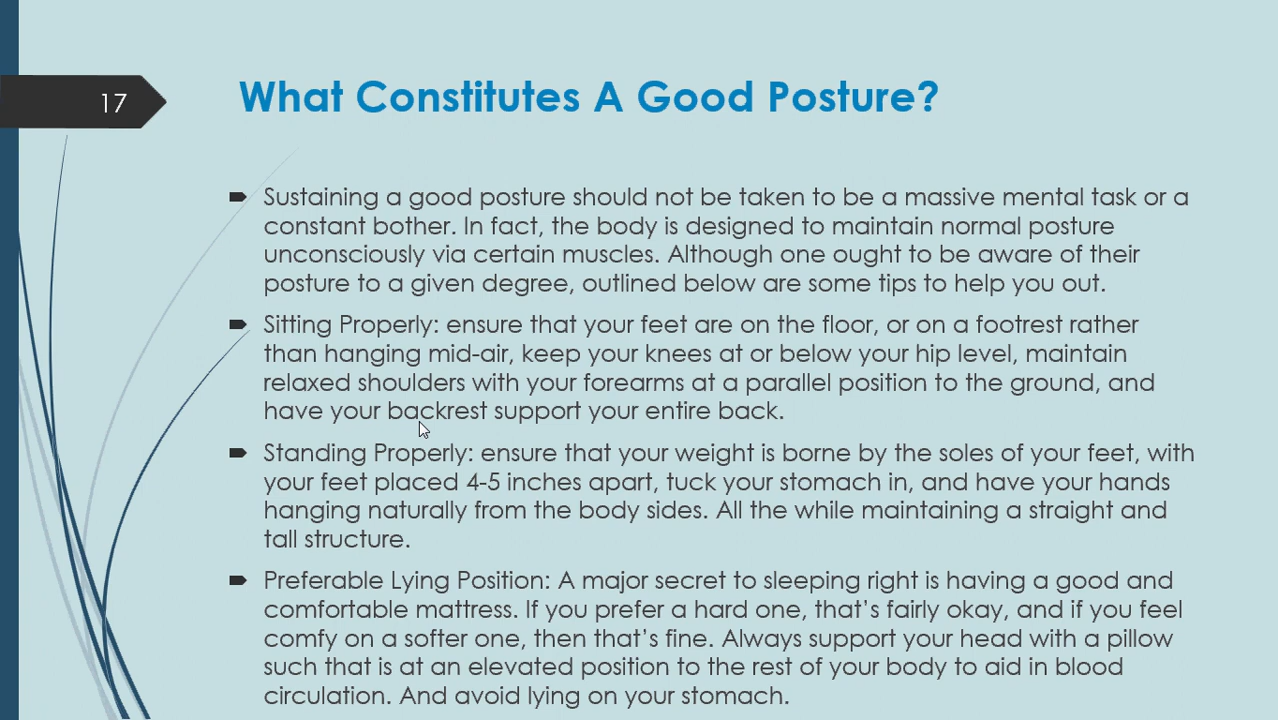 17
What Constitutes A Good Posture?
Sustaining a good posture should not be taken to be a massive mental task or a
constant bother. In fact, the body is designed to maintain normal posture
unconsciously via certain muscles. Although one ought to be aware of their
posture to a given degree, outlined below are some tips to help you out.
Sitting Properly: ensure that your feet are on the floor, or on a footrest rather
than hanging mid-air, keep your knees at or below your hip level, maintain
relaxed shoulders with your forearms at a parallel position to the ground, and
have your backrest support your entire back.
Standing Properly: ensure that your weight is borne by the soles of your feet, with
your feet placed 4-5 inches apart, tuck your stomach in, and have your hands
hanging naturally from the body sides. All the while maintaining a straight and
tall structure.
Preferable Lying Position: A major secret to sleeping right is having a good and
comfortable mattress. If you prefer a hard one, that's fairly okay, and if you feel
comfy on a softer one, then that's fine. Always support your head with a pillow
such that is at an elevated position to the rest of your body to aid in blood
circulation. And avoid lying on your stomach.